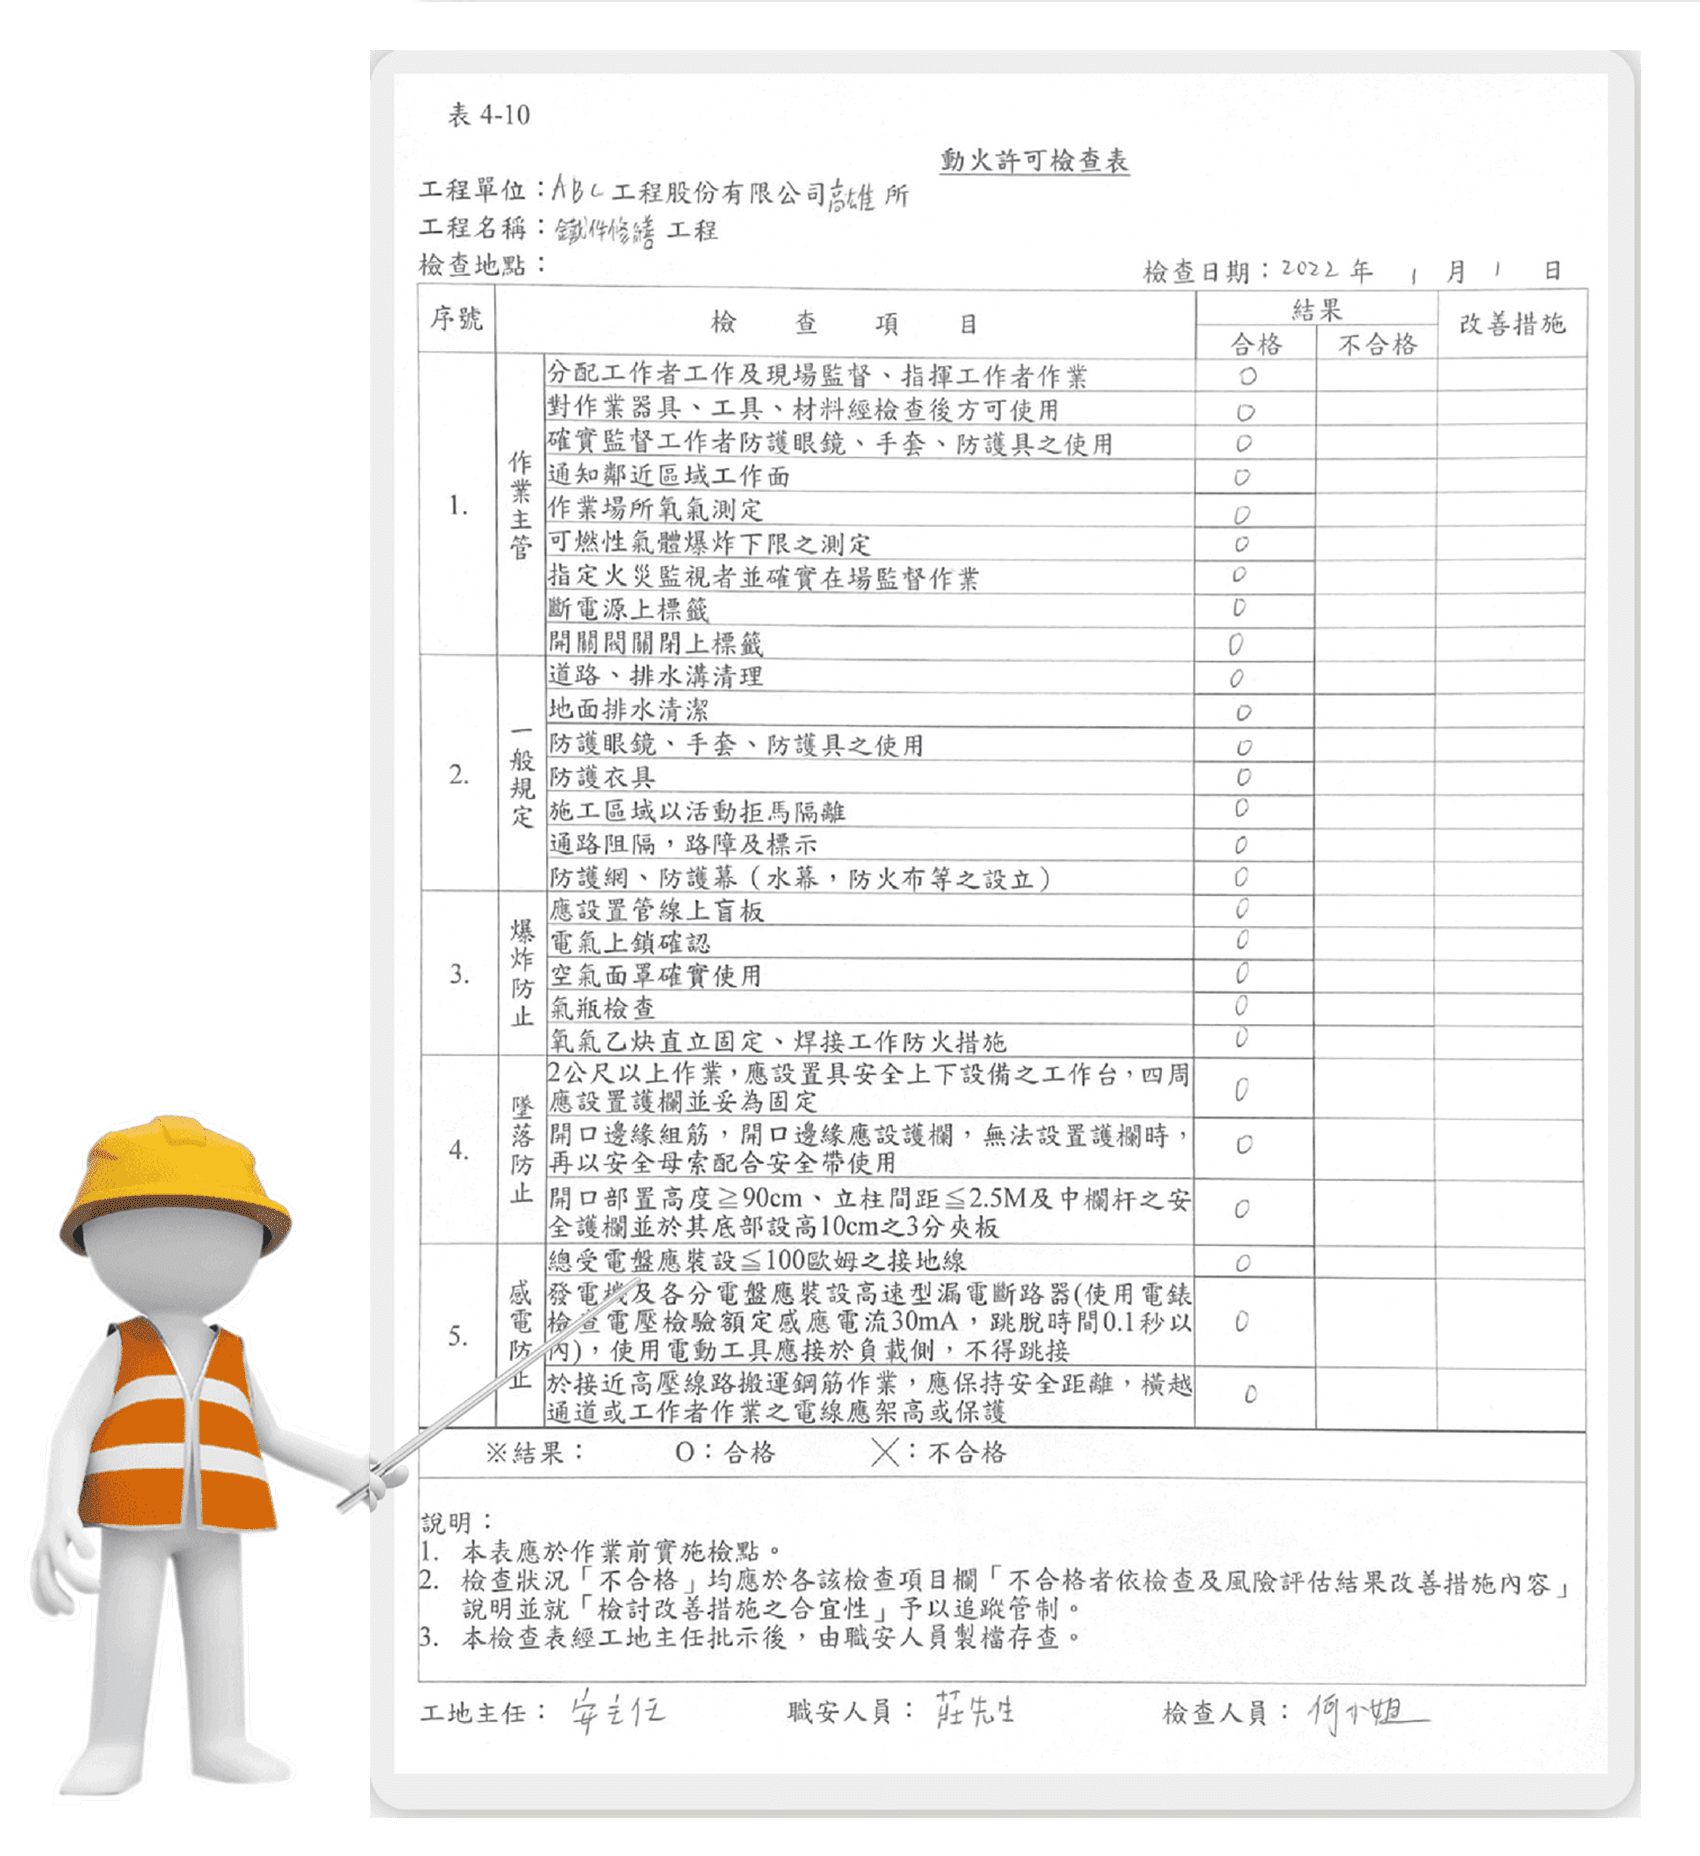 表 4-10
動火許可檢查表
工程單位：ABC 工程股份有限公司高雄 所
工程名稱：鐵件修繕 工程
檢查地點：
檢查日期：2022 年 1 月 1 日
序號 檢查項目 結果 改善措施
合格 不合格
1. 作業主管
分配工作者工作及現場監督、指揮工作者作業 O
對作業器具、工具、材料經檢查後方可使用 O
確實監督工作者防護眼鏡、手套、防護具之使用 O
通知鄰近區域工作面 O
作業場所氧氣測定 O
可燃性氣體爆炸下限之測定 O
指定火災監視者並確實在場監督作業 O
斷電源上標籤 O
開關閥關閉上標籤 O
2. 一般規定
道路、排水溝清理 O
地面排水清潔 O
防護眼鏡、手套、防護具之使用 O
防護衣具 O
施工區域以活動拒馬隔離 O
通路阻隔，路障及標示 O
防護網、防護幕（水幕，防火布等之設立） O
3. 爆炸防止
應設置管線上盲板 O
電氣上鎖確認 O
空氣面罩確實使用 O
氣瓶檢查 O
氧氣乙炔直立固定、焊接工作防火措施 O
4. 墜落防止
2公尺以上作業，應設置具安全上下設備之工作台，四周
應設置護欄並妥為固定 O
開口邊緣組筋，開口邊緣應設護欄，無法設置護欄時，
再以安全母索配合安全帶使用 O
開口部置高度≧90cm、立柱間距≦2.5M及中欄杆之安
全護欄並於其底部設高10cm之3分夾板 O
5. 感電防止
總受電盤應裝設≦100歐姆之接地線 O
發電機及各分電盤應裝設高速型漏電斷路器(使用電錶
檢查電壓檢驗額定感應電流30mA，跳脫時間0.1秒以
內)，使用電動工具應接於負載側，不得跳接 O
於接近高壓線路搬運鋼筋作業，應保持安全距離，橫越
通道或工作者作業之電線應架高或保護 O
※結果： O：合格 ╳：不合格
說明：
1. 本表應於作業前實施檢點。
2. 檢查狀況「不合格」均應於各該檢查項目欄「不合格者依檢查及風險評估結果改善措施內容」
說明並就「檢討改善措施之合宜性」予以追蹤管制。
3. 本檢查表經工地主任批示後，由職安人員製檔存查。
工地主任：安主任 職安人員：莊先生 檢查人員：何小姐